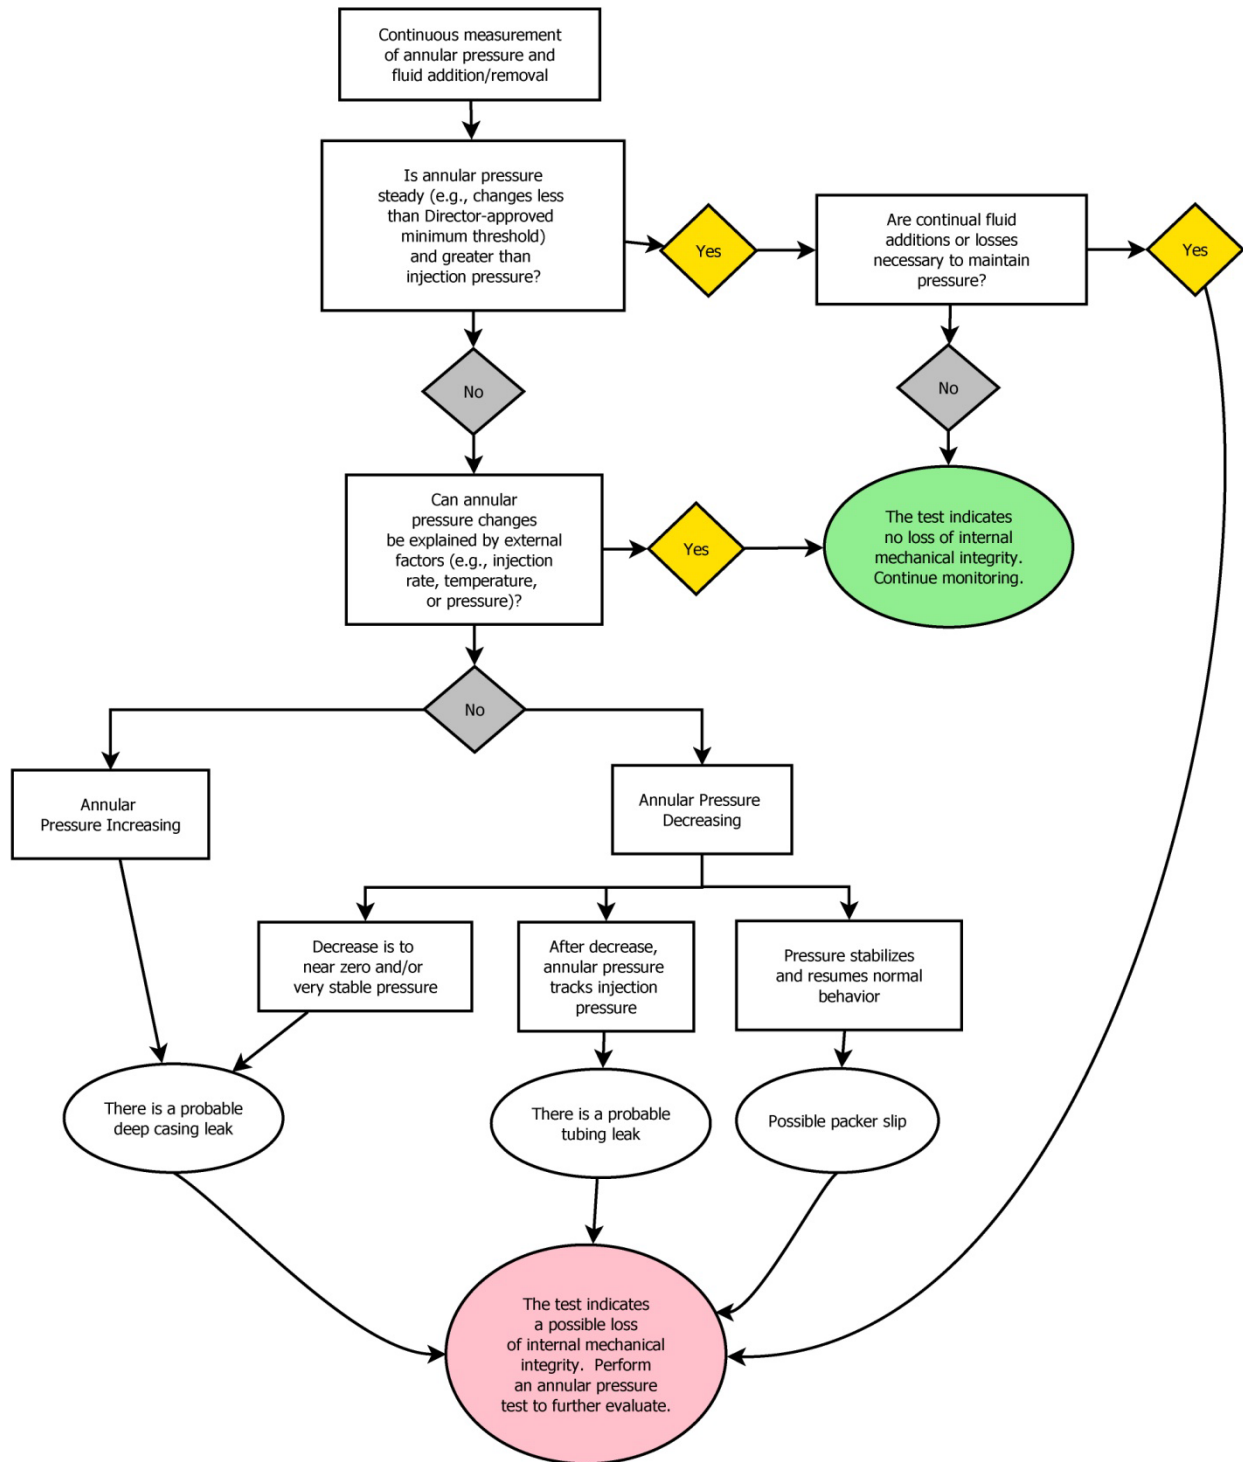 Continuous measurement
of annular pressure and
fluid addition/removal
Is annular pressure
steady (e.g., changes less
than Director-approved
minimum threshold)
and greater than
injection pressure?
Yes
Are continual fluid
additions or losses
necessary to maintain
pressure?
Yes
No
No
Can annular
pressure changes
be explained by external
factors (e.g., injection
rate, temperature,
or pressure)?
Yes
The test indicates
no loss of internal
mechanical integrity.
Continue monitoring.
No
Annular
Pressure Increasing
Annular Pressure
Decreasing
Decrease is to
near zero and/or
very stable pressure
After decrease,
annular pressure
tracks injection
pressure
Pressure stabilizes
and resumes normal
behavior
There is a probable
deep casing leak
There is a probable
tubing leak
Possible packer slip
The test indicates
a possible loss
of internal mechanical
integrity.  Perform
an annular pressure
test to further evaluate.